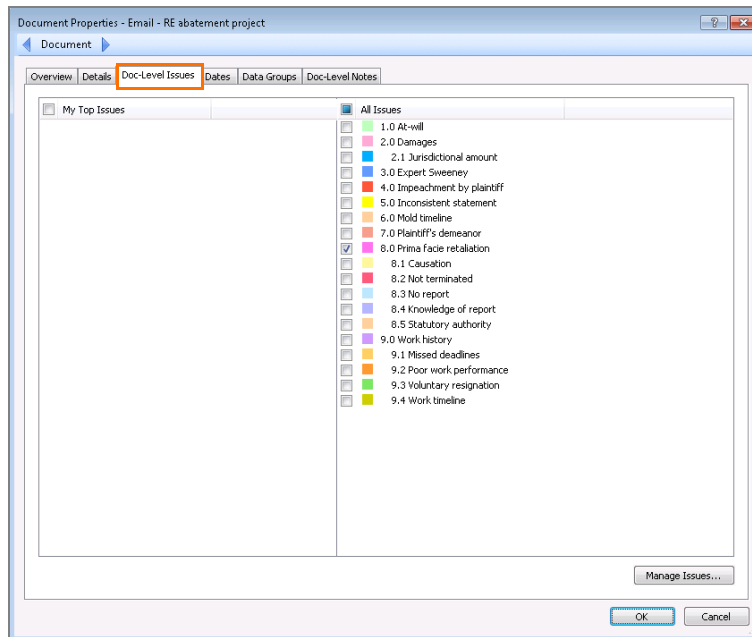 Document Properties - Email - RE abatement project
Document
Overview Details Doc-Level Issues Dates Data Groups Doc-Level Notes
My Top Issues
All Issues
1.0 At-will
2.0 Damages
2.1 Jurisdictional amount
3.0 Expert Sweeney
4.0 Impeachment by plaintiff
5.0 Inconsistent statement
6.0 Mold timeline
7.0 Plaintiff's demeanor
8.0 Prima facie retaliation
8.1 Causation
8.2 Not terminated
8.3 No report
8.4 Knowledge of report
8.5 Statutory authority
9.0 Work history
9.1 Missed deadlines
9.2 Poor work performance
9.3 Voluntary resignation
9.4 Work timeline
Manage Issues...
OK Cancel